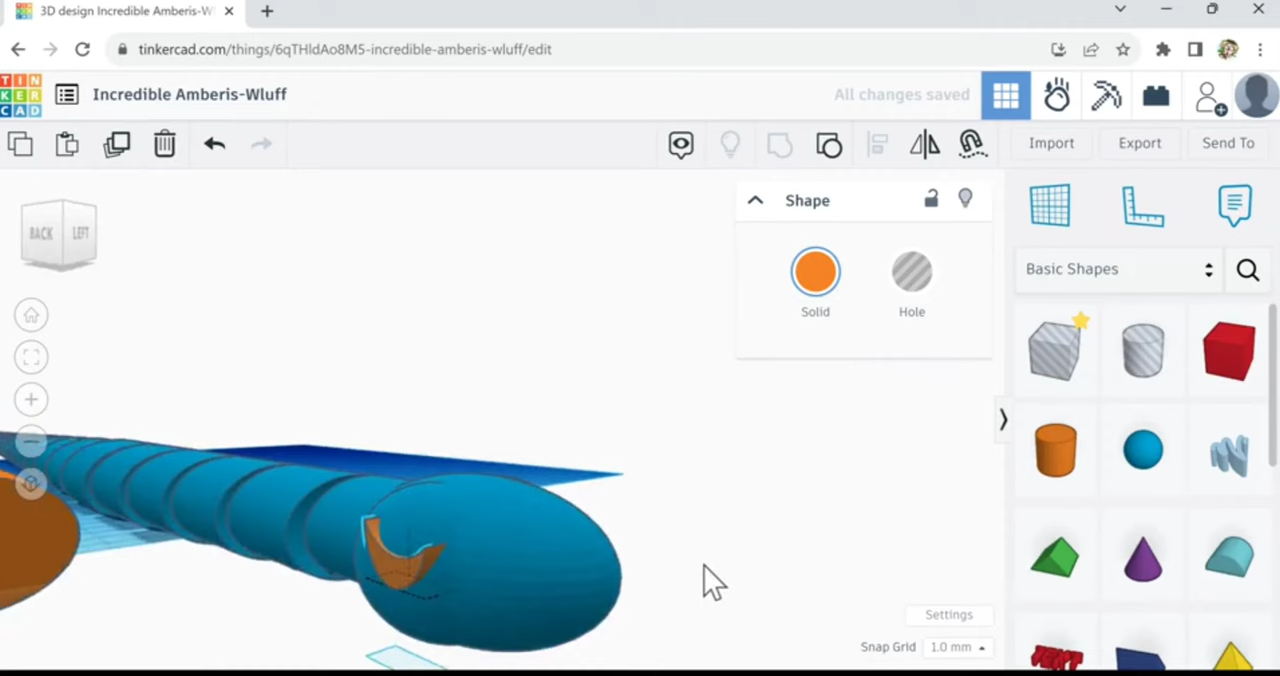 3D design Incredible Amberis-W
tinkercad.com/things/6qTHldAo8M5-incredible-amberis-wluff/edit
TIN
KER
CAD
Incredible Amberis-Wluff
All changes saved
Import
Export
Send To
BACK
LEFT
Shape
Solid
Hole
Basic Shapes
TEXT
Settings
Snap Grid
1.0 mm